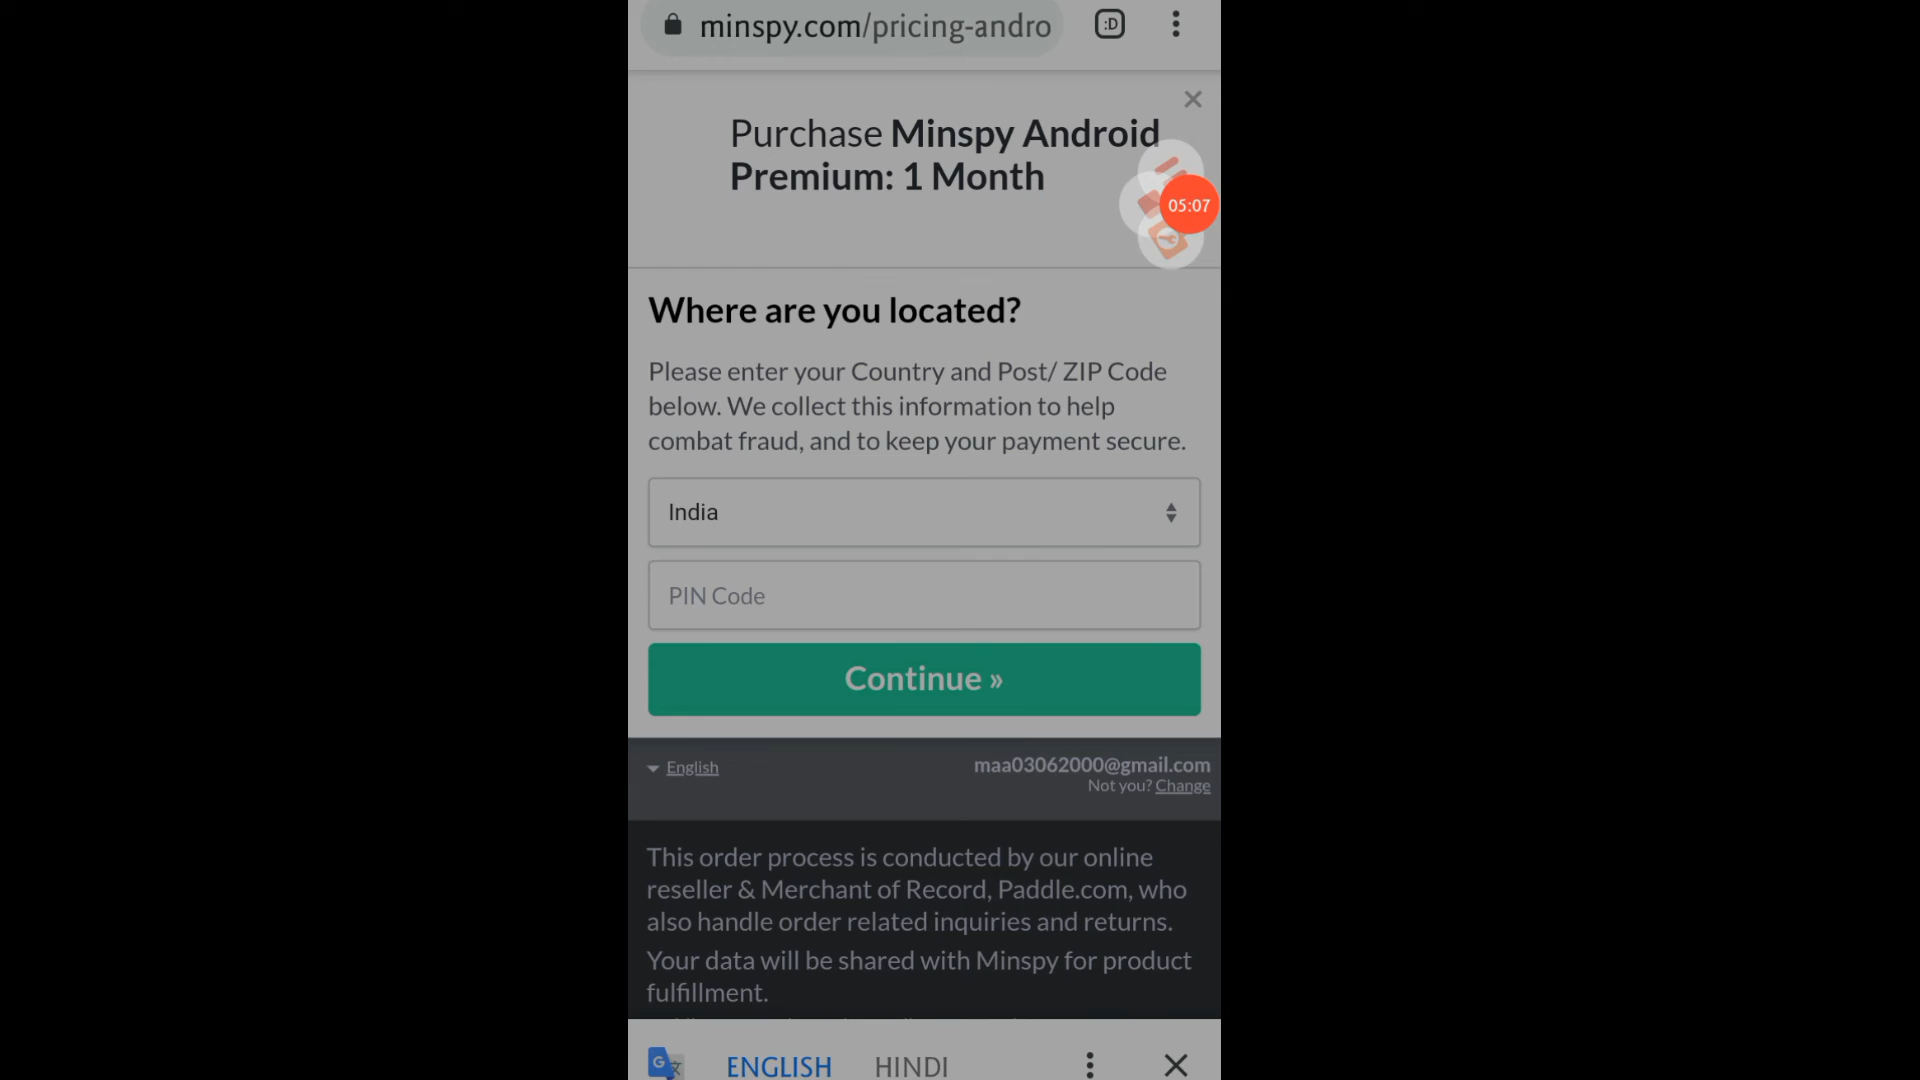 minspy.com/pricing-andro
:D
Purchase Minspy Android
Premium: 1 Month
05:07
Where are you located?
Please enter your Country and Post/ ZIP Code
below. We collect this information to help
combat fraud, and to keep your payment secure.
India
PIN Code
Continue »
English
maa03062000@gmail.com
Not you? Change
This order process is conducted by our online
reseller & Merchant of Record, Paddle.com, who
also handle order related inquiries and returns.
Your data will be shared with Minspy for product
fulfillment.
ENGLISH HINDI